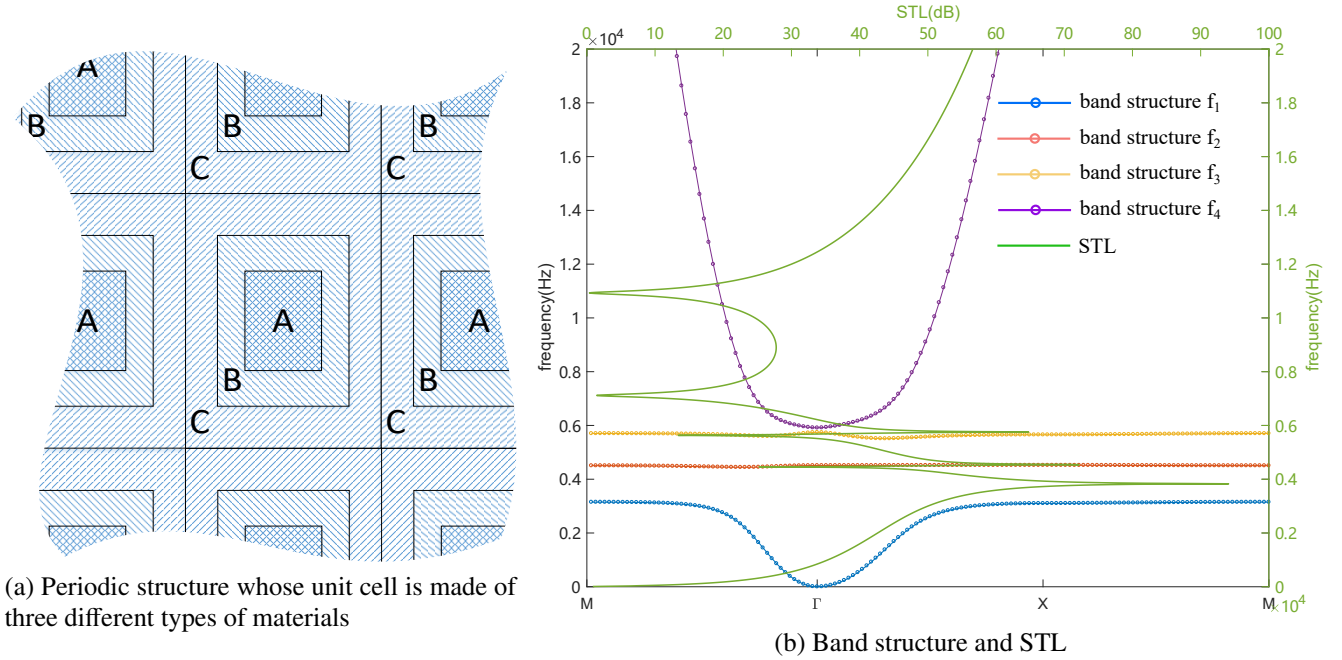 A
B
B
B
C
C
A
A
A
B
B
B
C
C
(a) Periodic structure whose unit cell is made of
three different types of materials
STL(dB)
0 10 20 30 40 50 60 70 80 90 100
×10⁴
2 2
1.8 1.8
1.6 1.6
1.4 1.4
1.2 1.2
1 1
0.8 0.8
0.6 0.6
0.4 0.4
0.2 0.2
0 0
×10⁴
frequency(Hz)
frequency(Hz)
band structure f₁
band structure f₂
band structure f₃
band structure f₄
STL
M Γ X M
(b) Band structure and STL